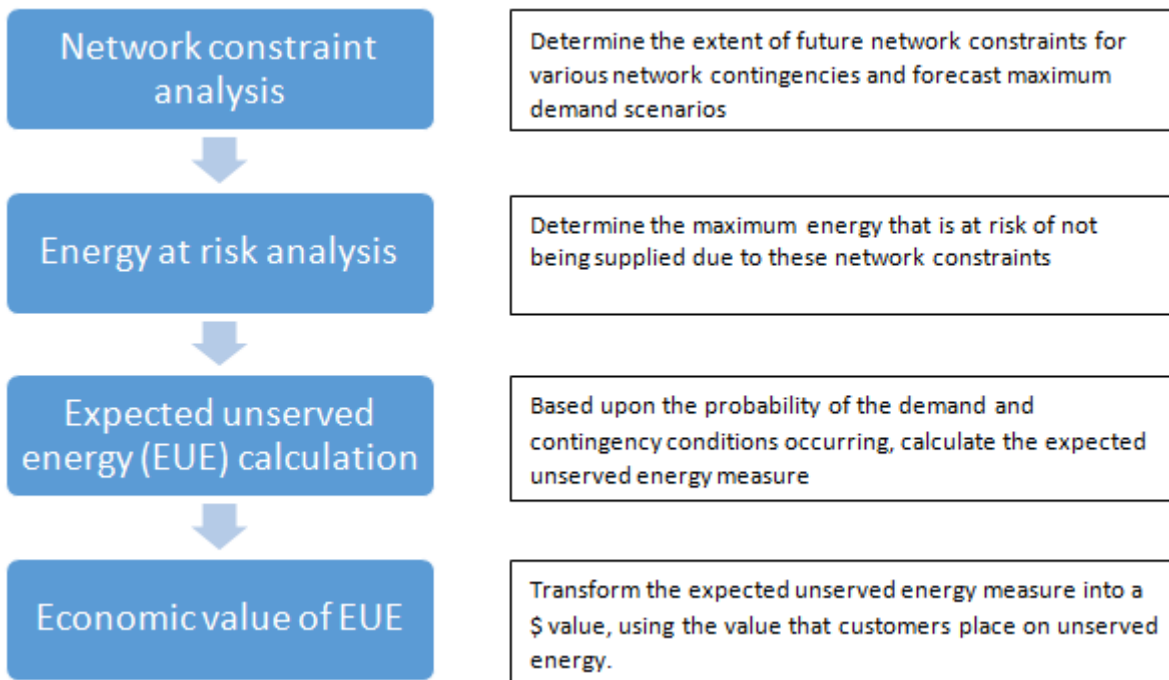 Network constraint
analysis
Determine the extent of future network constraints for
various network contingencies and forecast maximum
demand scenarios
Energy at risk analysis
Determine the maximum energy that is at risk of not
being supplied due to these network constraints
Expected unserved
energy (EUE) calculation
Based upon the probability of the demand and
contingency conditions occurring, calculate the expected
unserved energy measure
Economic value of EUE
Transform the expected unserved energy measure into a
$ value, using the value that customers place on unserved
energy.